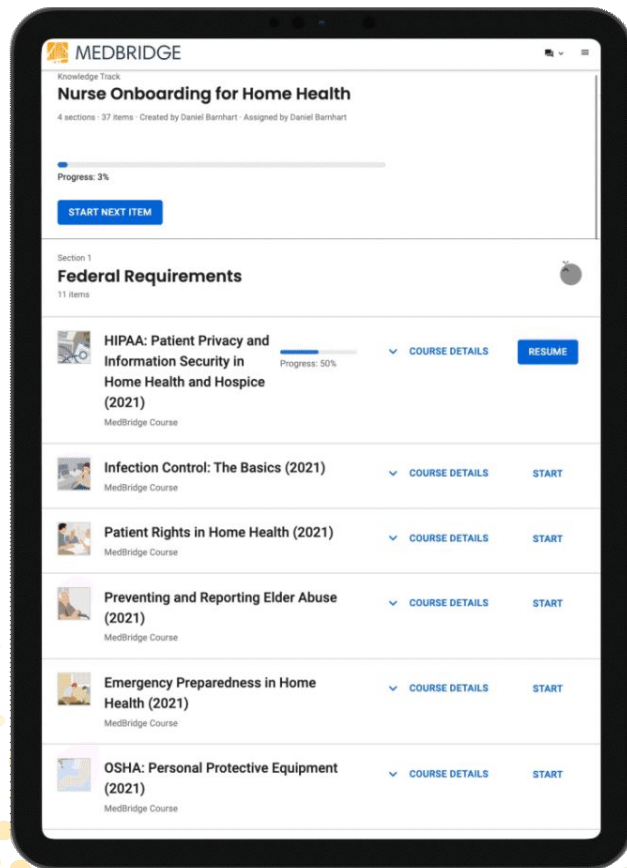 MEDBRIDGE
Knowledge Track
Nurse Onboarding for Home Health
4 sections · 37 items · Created by Daniel Barnhart · Assigned by Daniel Barnhart
Progress: 3%
START NEXT ITEM
Section 1
Federal Requirements
11 items
HIPAA: Patient Privacy and
Information Security in
Home Health and Hospice
(2021)
MedBridge Course
Progress: 50%
COURSE DETAILS
RESUME
Infection Control: The Basics (2021)
MedBridge Course
COURSE DETAILS
START
Patient Rights in Home Health (2021)
MedBridge Course
COURSE DETAILS
START
Preventing and Reporting Elder Abuse
(2021)
MedBridge Course
COURSE DETAILS
START
Emergency Preparedness in Home
Health (2021)
MedBridge Course
COURSE DETAILS
START
OSHA: Personal Protective Equipment
(2021)
MedBridge Course
COURSE DETAILS
START